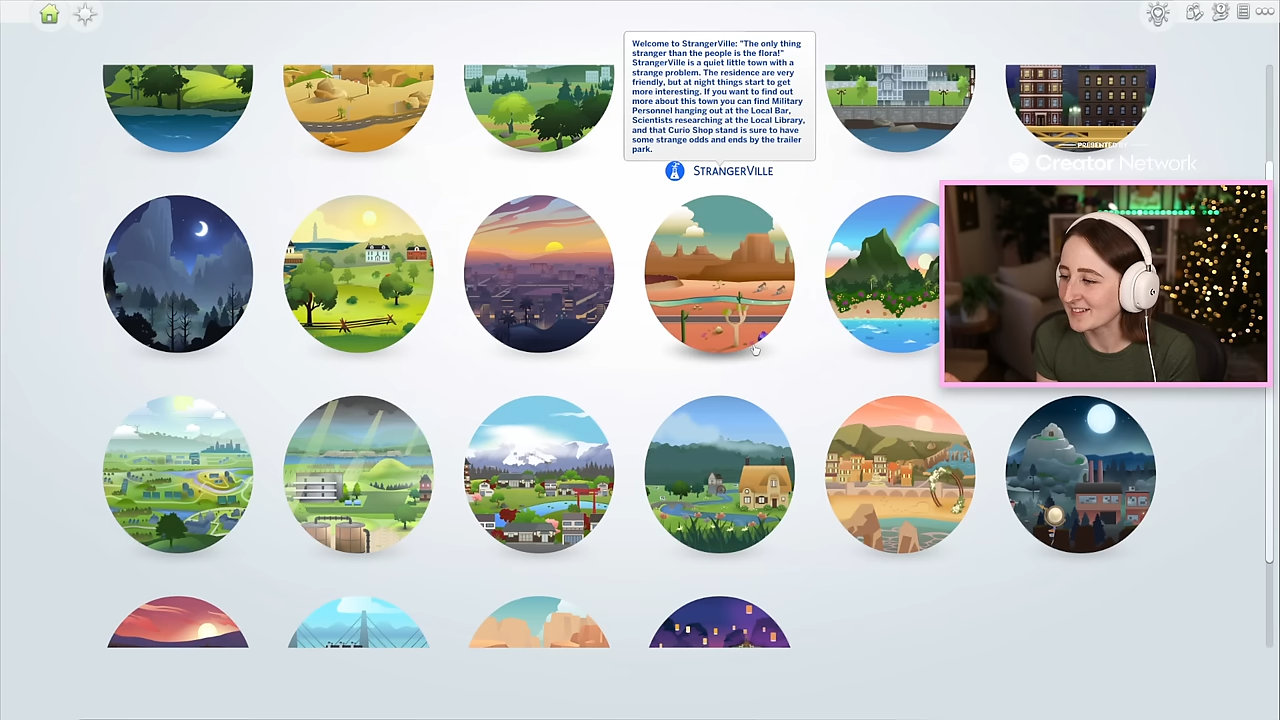 Welcome to StrangerVille: "The only thing
stranger than the people is the flora!"
StrangerVille is a quiet little town with a
strange problem. The residence are very
friendly, but at night things start to get
more interesting. If you want to find out
more about this town you can find Military
Personnel hanging out at the Local Bar,
Scientists researching at the Local Library,
and that Curio Shop stand is sure to have
some strange odds and ends by the trailer
park.
STRANGERVILLE
PRESENTED BY
EA Creator Network